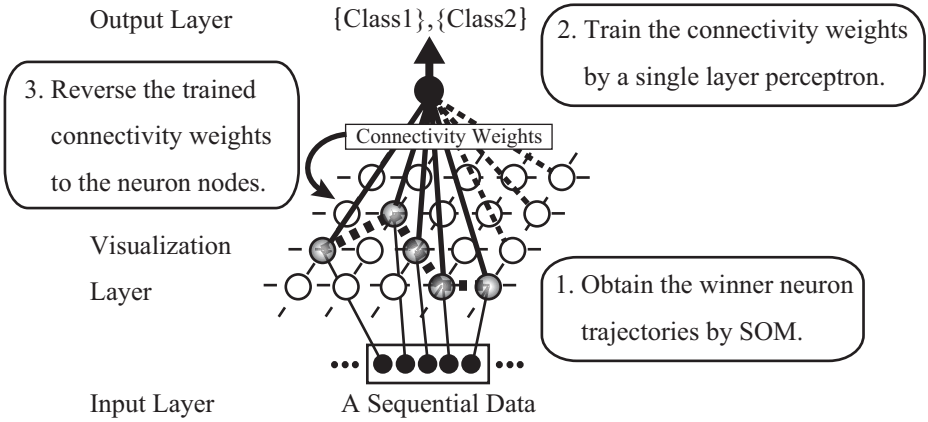 Output Layer
{Class1},{Class2}
2. Train the connectivity weights
by a single layer perceptron.
3. Reverse the trained
connectivity weights
to the neuron nodes.
Connectivity Weights
Visualization
Layer
1. Obtain the winner neuron
trajectories by SOM.
Input Layer
A Sequential Data